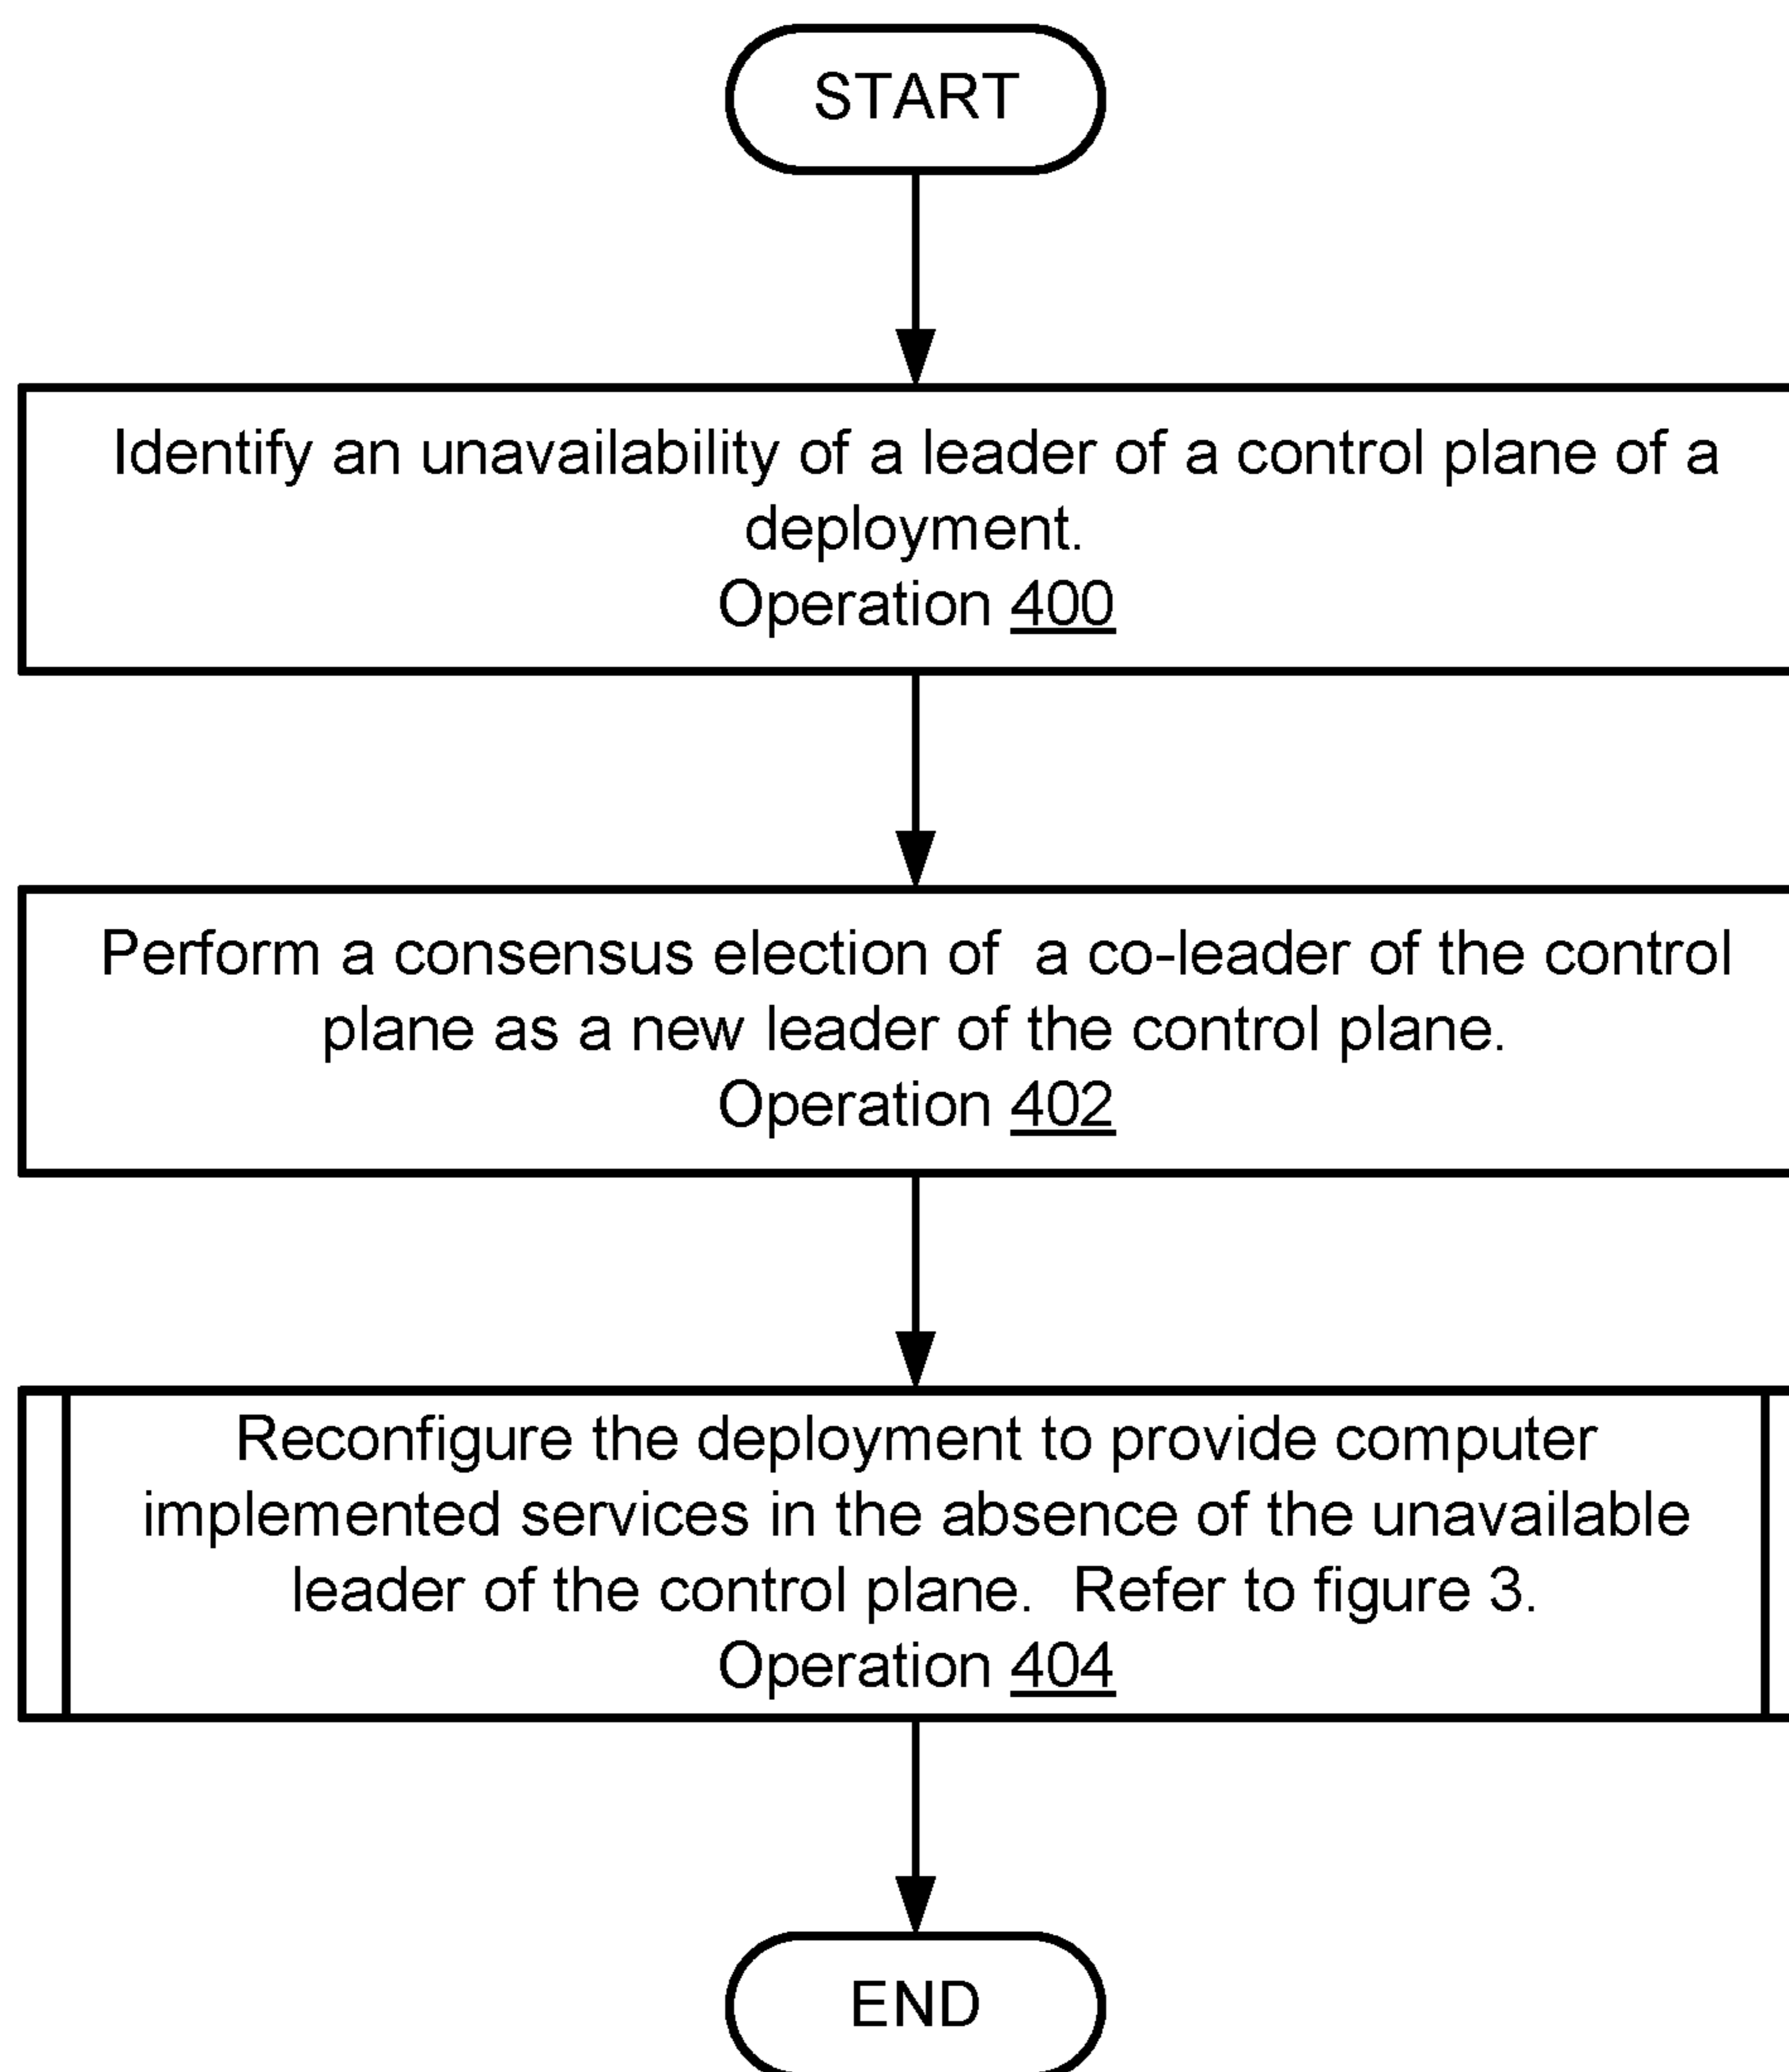 START
Identify an unavailability of a leader of a control plane of a
deployment.
Operation 400
Perform a consensus election of  a co-leader of the control
plane as a new leader of the control plane.
Operation 402
Reconfigure the deployment to provide computer
implemented services in the absence of the unavailable
leader of the control plane.  Refer to figure 3.
Operation 404
END